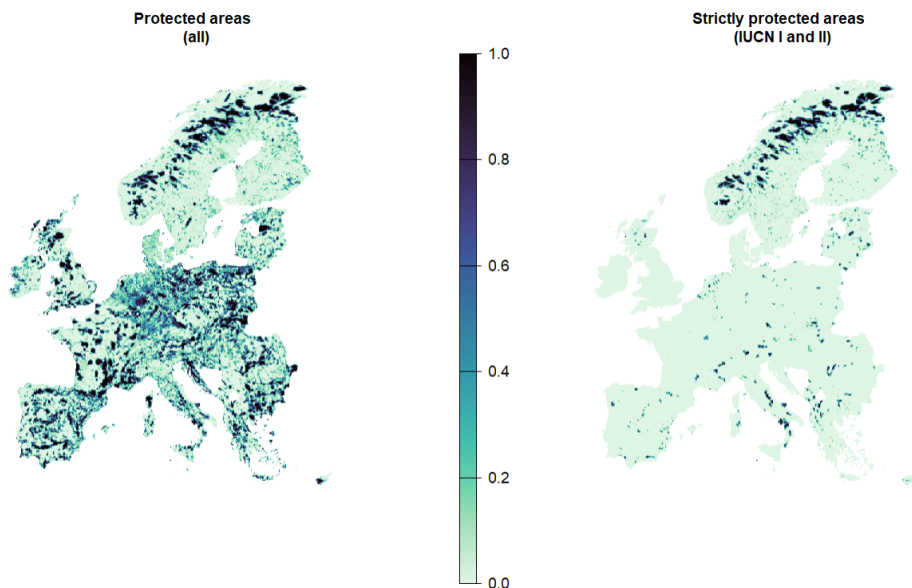 Protected areas
(all)
Strictly protected areas
(IUCN I and II)
1.0
0.8
0.6
0.4
0.2
0.0